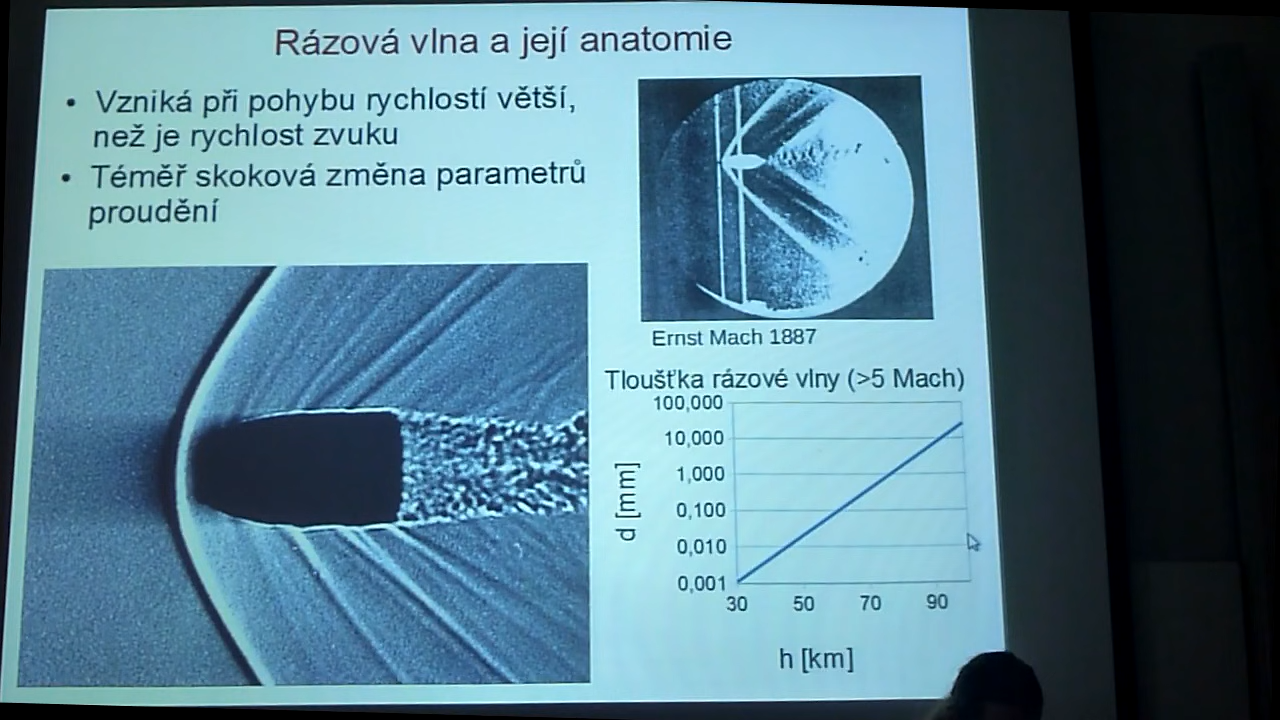 Rázová vlna a její anatomie
• Vzniká při pohybu rychlostí větší,
než je rychlost zvuku
• Téměř skoková změna parametrů
proudění
Ernst Mach 1887
Tloušťka rázové vlny (>5 Mach)
100,000
10,000
1,000
0,100
0,010
0,001
d [mm]
30 50 70 90
h [km]